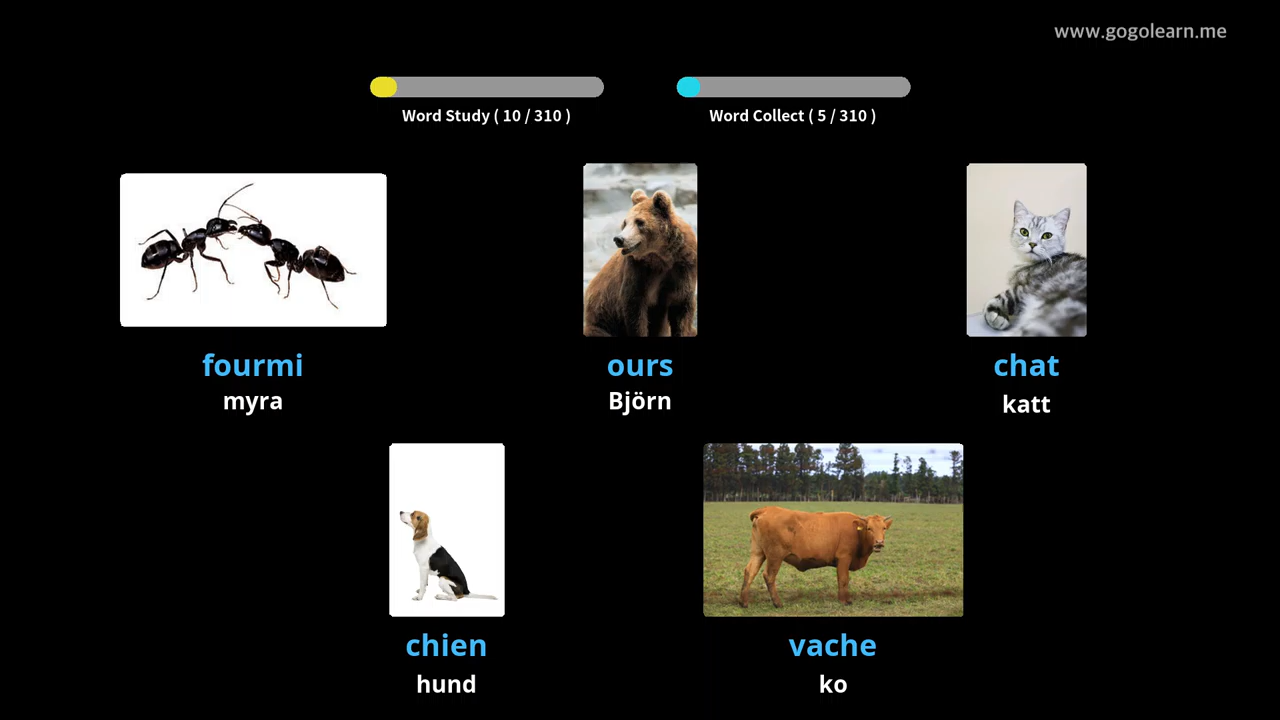 www.gogolearn.me
Word Study ( 10 / 310 )
Word Collect ( 5 / 310 )
fourmi
myra
ours
Björn
chat
katt
chien
hund
vache
ko